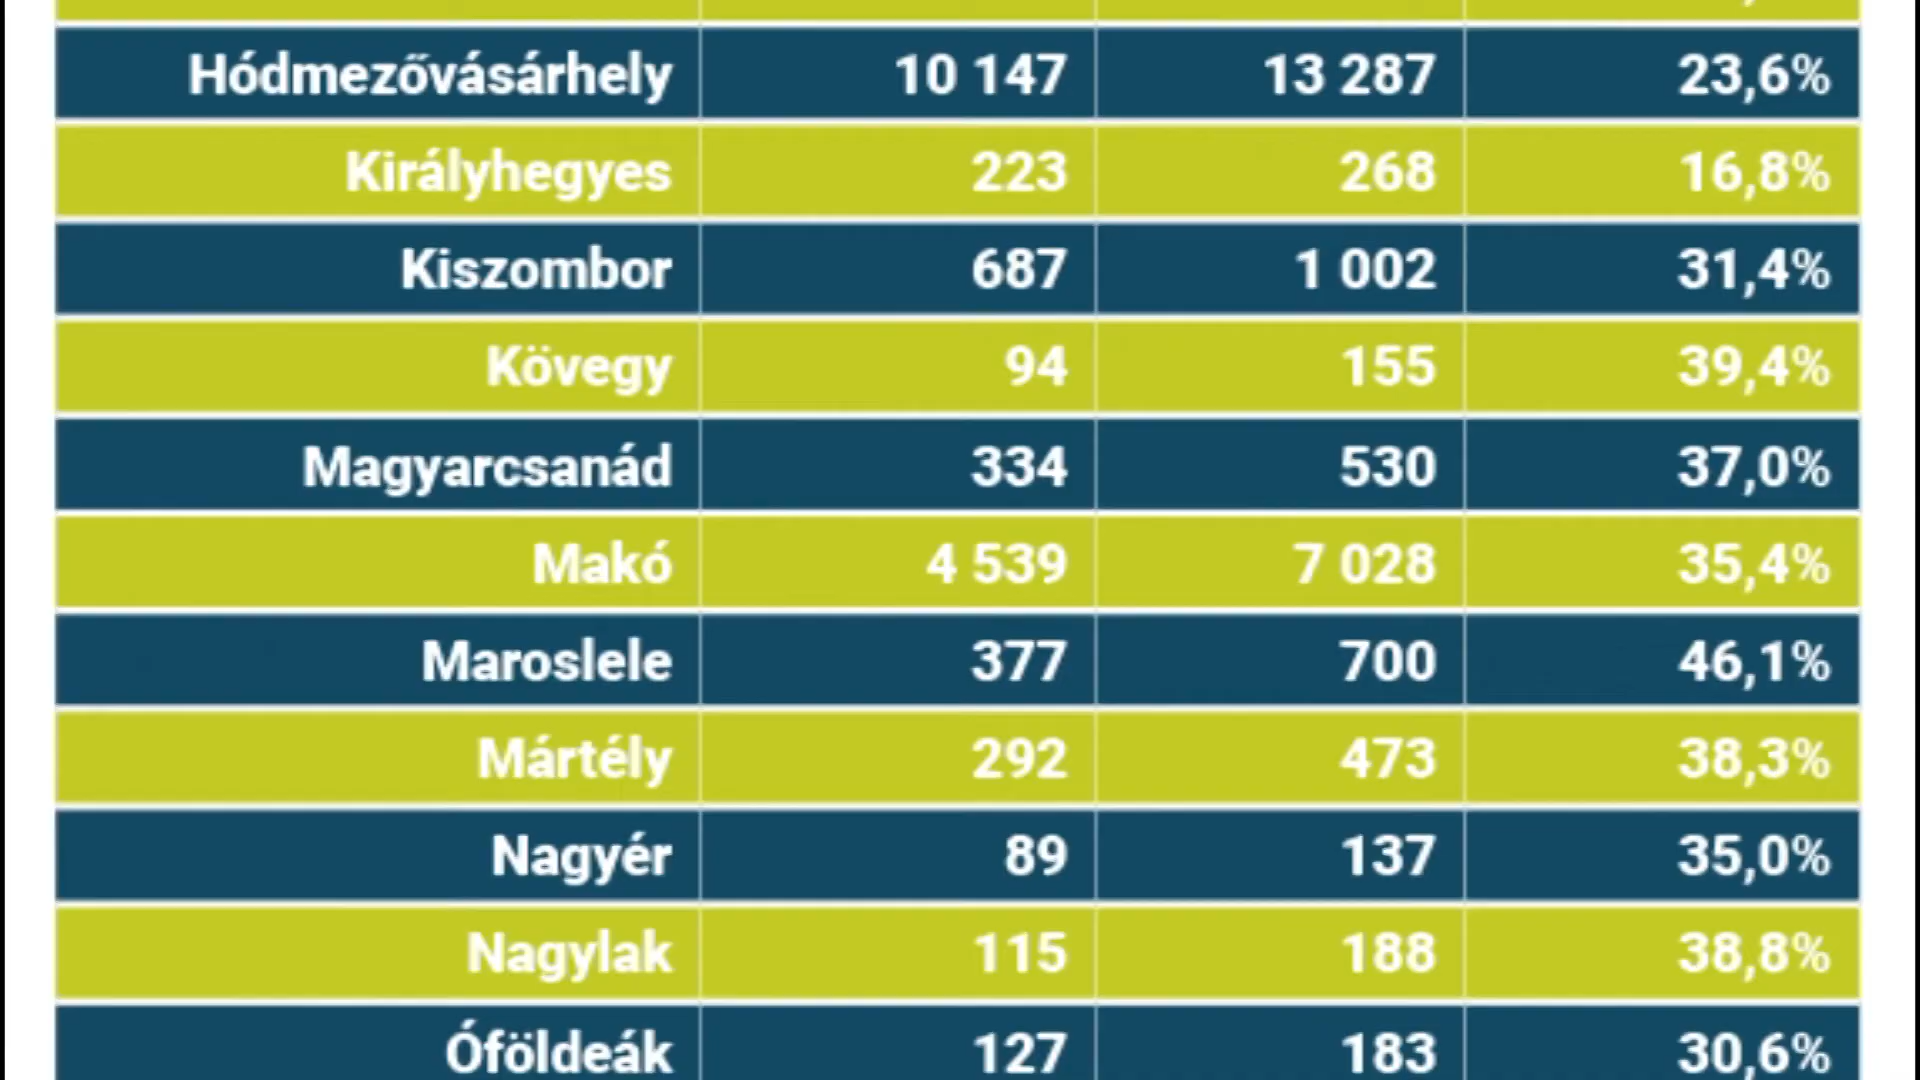 Hódmezővásárhely 10 147 13 287 23,6%
Királyhegyes 223 268 16,8%
Kiszombor 687 1 002 31,4%
Kövegy 94 155 39,4%
Magyarcsanád 334 530 37,0%
Makó 4 539 7 028 35,4%
Maroslele 377 700 46,1%
Mártély 292 473 38,3%
Nagyér 89 137 35,0%
Nagylak 115 188 38,8%
Óföldeák 127 183 30,6%